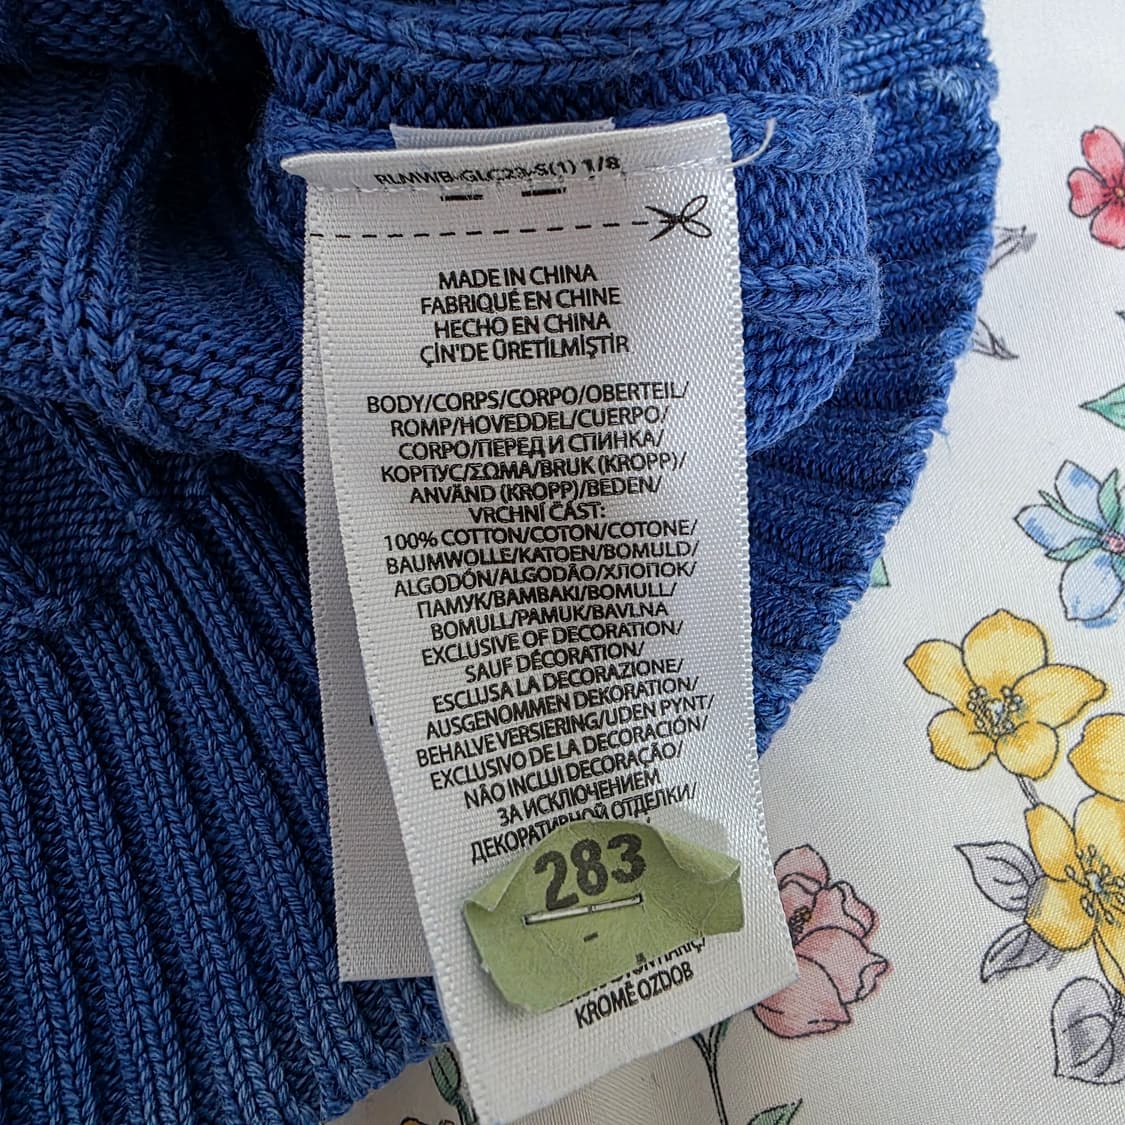 RLMWB-GLC23-S(1) 1/8
MADE IN CHINA
FABRIQUÉ EN CHINE
HECHO EN CHINA
ÇİN'DE ÜRETİLMİŞTİR
BODY/CORPS/CORPO/OBERTEIL/
ROMP/HOVEDDEL/CUERPO/
CORPO/ПЕРЕД И СПИНКА/
КОРПУС/ΣΩΜΑ/BRUK (KROPP)/
ANVÄND (KROPP)/BEDEN/
VRCHNÍ ČÁST:
100% COTTON/COTON/COTONE/
BAUMWOLLE/KATOEN/BOMULD/
ALGODÓN/ALGODÃO/ХЛОПОК/
ПАМУК/BAMBAKI/BOMULL/
BOMULL/PAMUK/BAVLNA
EXCLUSIVE OF DECORATION/
SAUF DÉCORATION/
ESCLUSA LA DECORAZIONE/
AUSGENOMMEN DEKORATION/
BEHALVE VERSIERING/UDEN PYNT/
EXCLUSIVO DE LA DECORACIÓN/
NÃO INCLUI DECORAÇÃO/
ЗА ИСКЛЮЧЕНИЕМ
ДЕКОРАТИВНОЙ ОТДЕЛКИ/
283
KROMĚ OZDOB